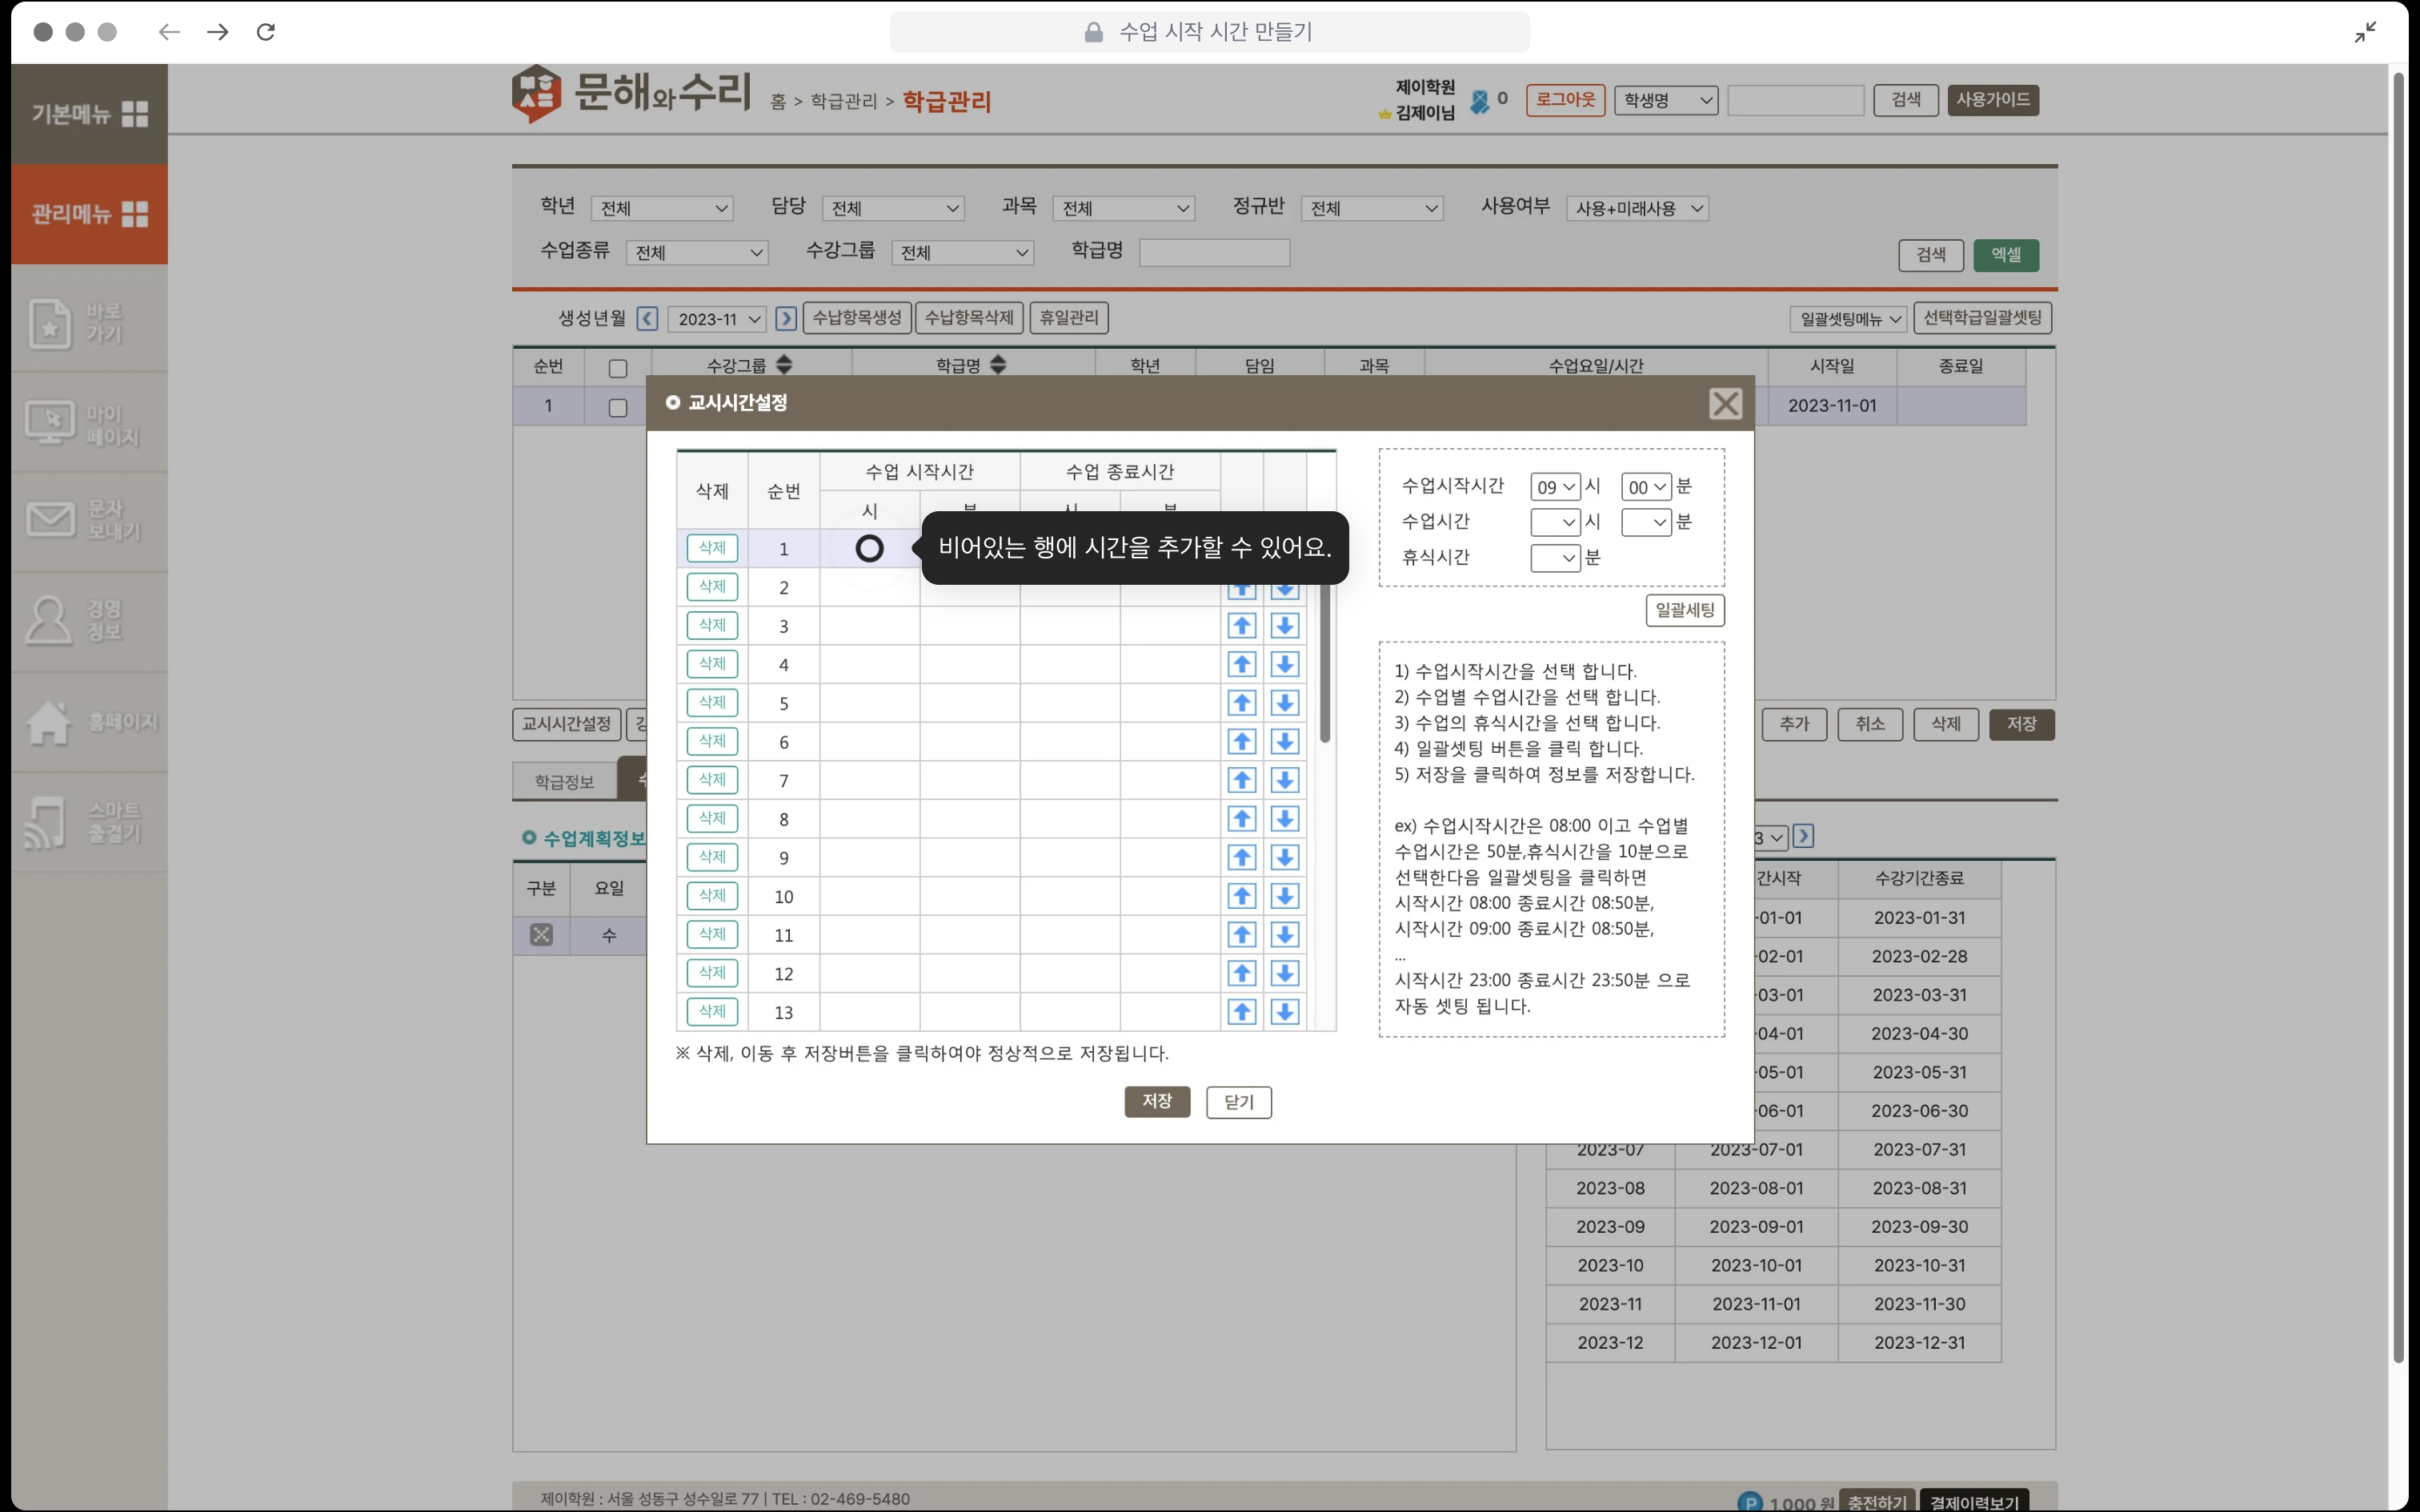 수업 시작 시간 만들기
기본메뉴
관리메뉴
바로
가기
마이
페이지
문자
보내기
경영
정보
홈페이지
스마트
출결기
문해와수리 홈 > 학급관리 > 학급관리
제이학원
김제이님
0 로그아웃 학생명 검색 사용가이드
학년 전체 담당 전체 과목 전체 정규반 전체 사용여부 사용+미래사용
수업종류 전체 수강그룹 전체 학급명 검색 엑셀
생성년월 2023-11 수납항목생성 수납항목삭제 휴일관리 일괄셋팅메뉴 선택학급일괄셋팅
순번 수강그룹 학급명 학년 담임 과목 수업요일/시간 시작일 종료일
1 2023-11-01
교시시간설정
삭제 순번 수업 시작시간 수업 종료시간
시
비어있는 행에 시간을 추가할 수 있어요.
삭제 1
삭제 2
삭제 3
삭제 4
삭제 5
삭제 6
삭제 7
삭제 8
삭제 9
삭제 10
삭제 11
삭제 12
삭제 13
※ 삭제, 이동 후 저장버튼을 클릭하여야 정상적으로 저장됩니다.
저장 닫기
수업시작시간 09 시 00 분
수업시간 시 분
휴식시간 분
일괄세팅
1) 수업시작시간을 선택 합니다.
2) 수업별 수업시간을 선택 합니다.
3) 수업의 휴식시간을 선택 합니다.
4) 일괄셋팅 버튼을 클릭 합니다.
5) 저장을 클릭하여 정보를 저장합니다.
ex) 수업시작시간은 08:00 이고 수업별
수업시간은 50분,휴식시간을 10분으로
선택한다음 일괄셋팅을 클릭하면
시작시간 08:00 종료시간 08:50분,
시작시간 09:00 종료시간 08:50분,
...
시작시간 23:00 종료시간 23:50분 으로
자동 셋팅 됩니다.
교시시간설정 추가 취소 삭제 저장
학급정보
수업계획정보 3
구분 요일
수
간시작 수강기간종료
-01-01 2023-01-31
-02-01 2023-02-28
-03-01 2023-03-31
-04-01 2023-04-30
-05-01 2023-05-31
-06-01 2023-06-30
2023-07 2023-07-01 2023-07-31
2023-08 2023-08-01 2023-08-31
2023-09 2023-09-01 2023-09-30
2023-10 2023-10-01 2023-10-31
2023-11 2023-11-01 2023-11-30
2023-12 2023-12-01 2023-12-31
제이학원 : 서울 성동구 성수일로 77 | TEL : 02-469-5480
P 1,000 원 충전하기 결제이력보기